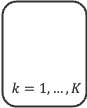 k = 1, ..., K